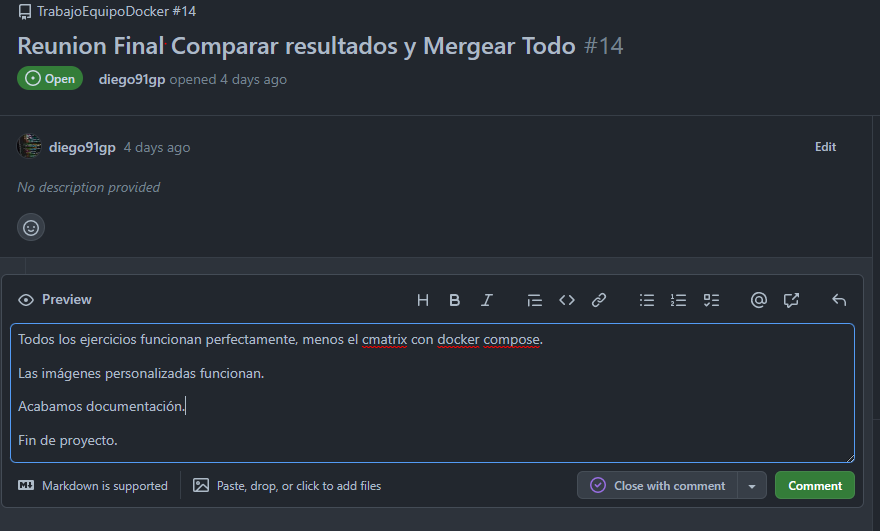 TrabajoEquipoDocker #14
Reunion Final Comparar resultados y Mergear Todo #14
Open diego91gp opened 4 days ago
diego91gp 4 days ago Edit
No description provided
Preview H B I
Todos los ejercicios funcionan perfectamente, menos el cmatrix con docker compose.
Las imágenes personalizadas funcionan.
Acabamos documentación.
Fin de proyecto.
Markdown is supported Paste, drop, or click to add files Close with comment Comment